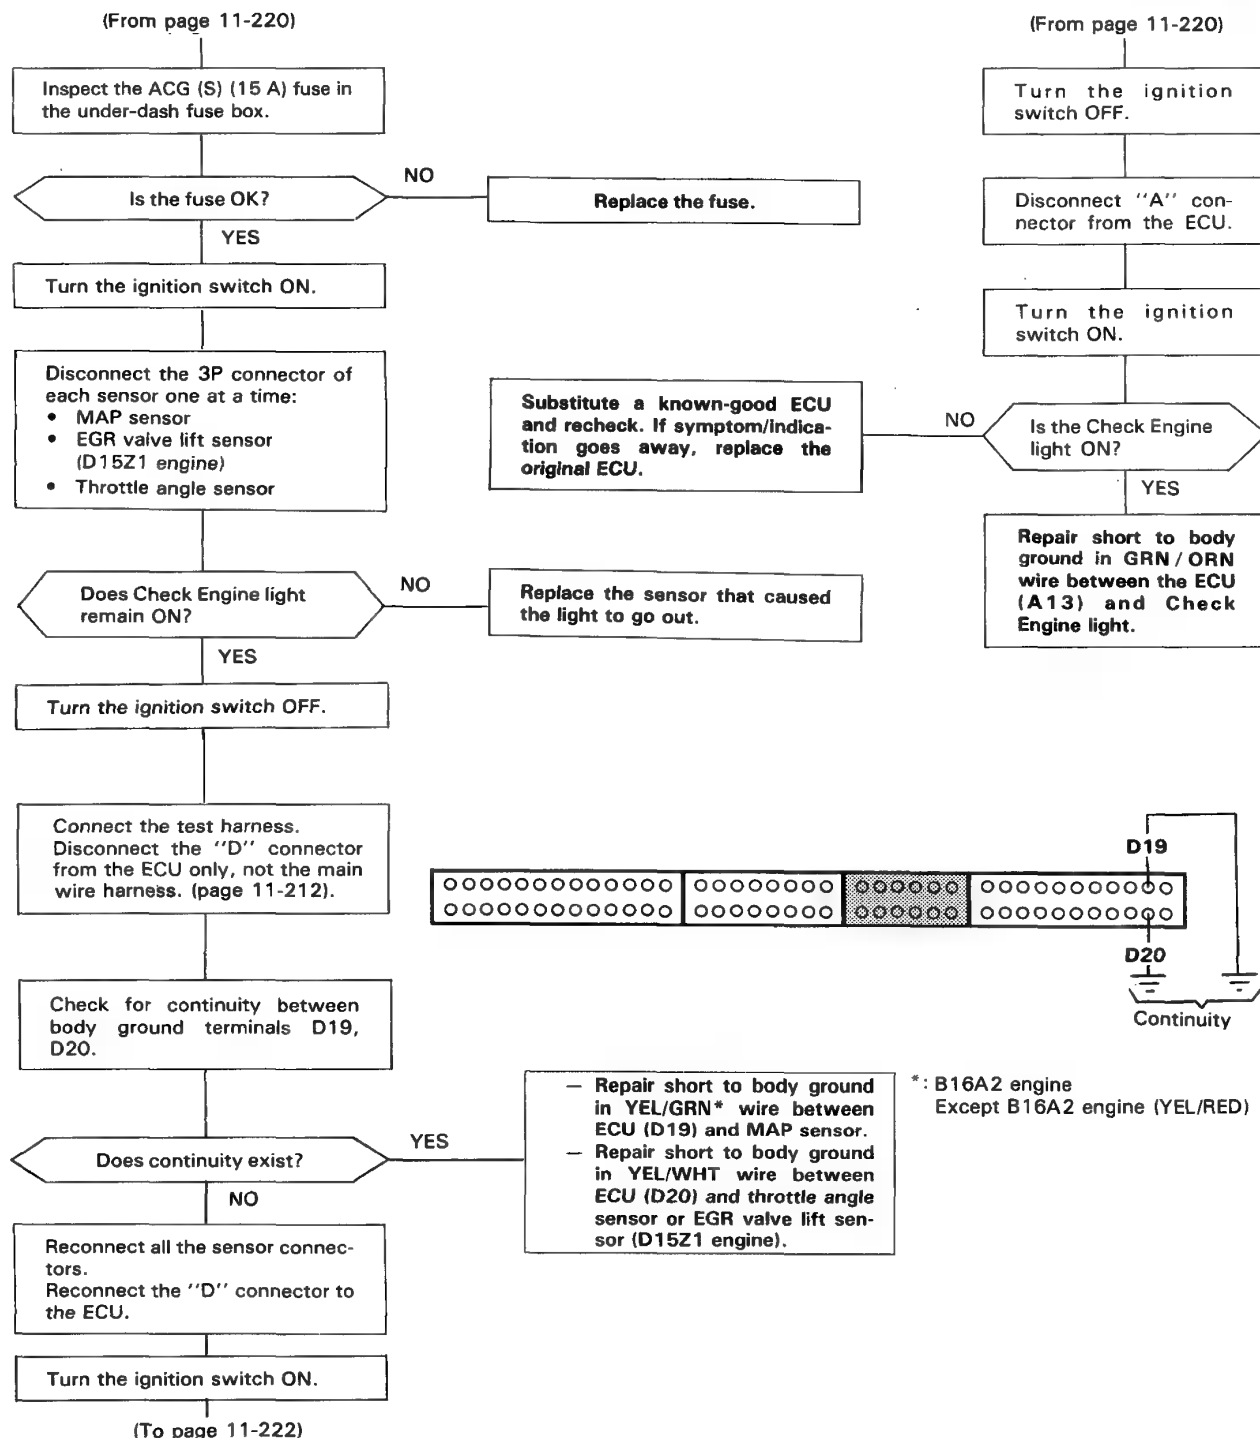 (From page 11-220)
Inspect the ACG (S) (15 A) fuse in
the under-dash fuse box.
Is the fuse OK?
NO
Replace the fuse.
YES
Turn the ignition switch ON.
Disconnect the 3P connector of
each sensor one at a time:
• MAP sensor
• EGR valve lift sensor
(D15Z1 engine)
• Throttle angle sensor
Does Check Engine light
remain ON?
NO
Replace the sensor that caused
the light to go out.
YES
Turn the ignition switch OFF.
Connect the test harness.
Disconnect the "D" connector
from the ECU only, not the main
wire harness. (page 11-212).
Check for continuity between
body ground terminals D19,
D20.
Does continuity exist?
YES
— Repair short to body ground
in YEL/GRN* wire between
ECU (D19) and MAP sensor.
— Repair short to body ground
in YEL/WHT wire between
ECU (D20) and throttle angle
sensor or EGR valve lift sen-
sor (D15Z1 engine).
*: B16A2 engine
Except B16A2 engine (YEL/RED)
NO
Reconnect all the sensor connec-
tors.
Reconnect the "D" connector to
the ECU.
Turn the ignition switch ON.
(To page 11-222)
(From page 11-220)
Turn the ignition
switch OFF.
Disconnect "A" con-
nector from the ECU.
Turn the ignition
switch ON.
Is the Check Engine
light ON?
NO
Substitute a known-good ECU
and recheck. If symptom/indica-
tion goes away, replace the
original ECU.
YES
Repair short to body
ground in GRN/ORN
wire between the ECU
(A13) and Check
Engine light.
D19
D20
Continuity